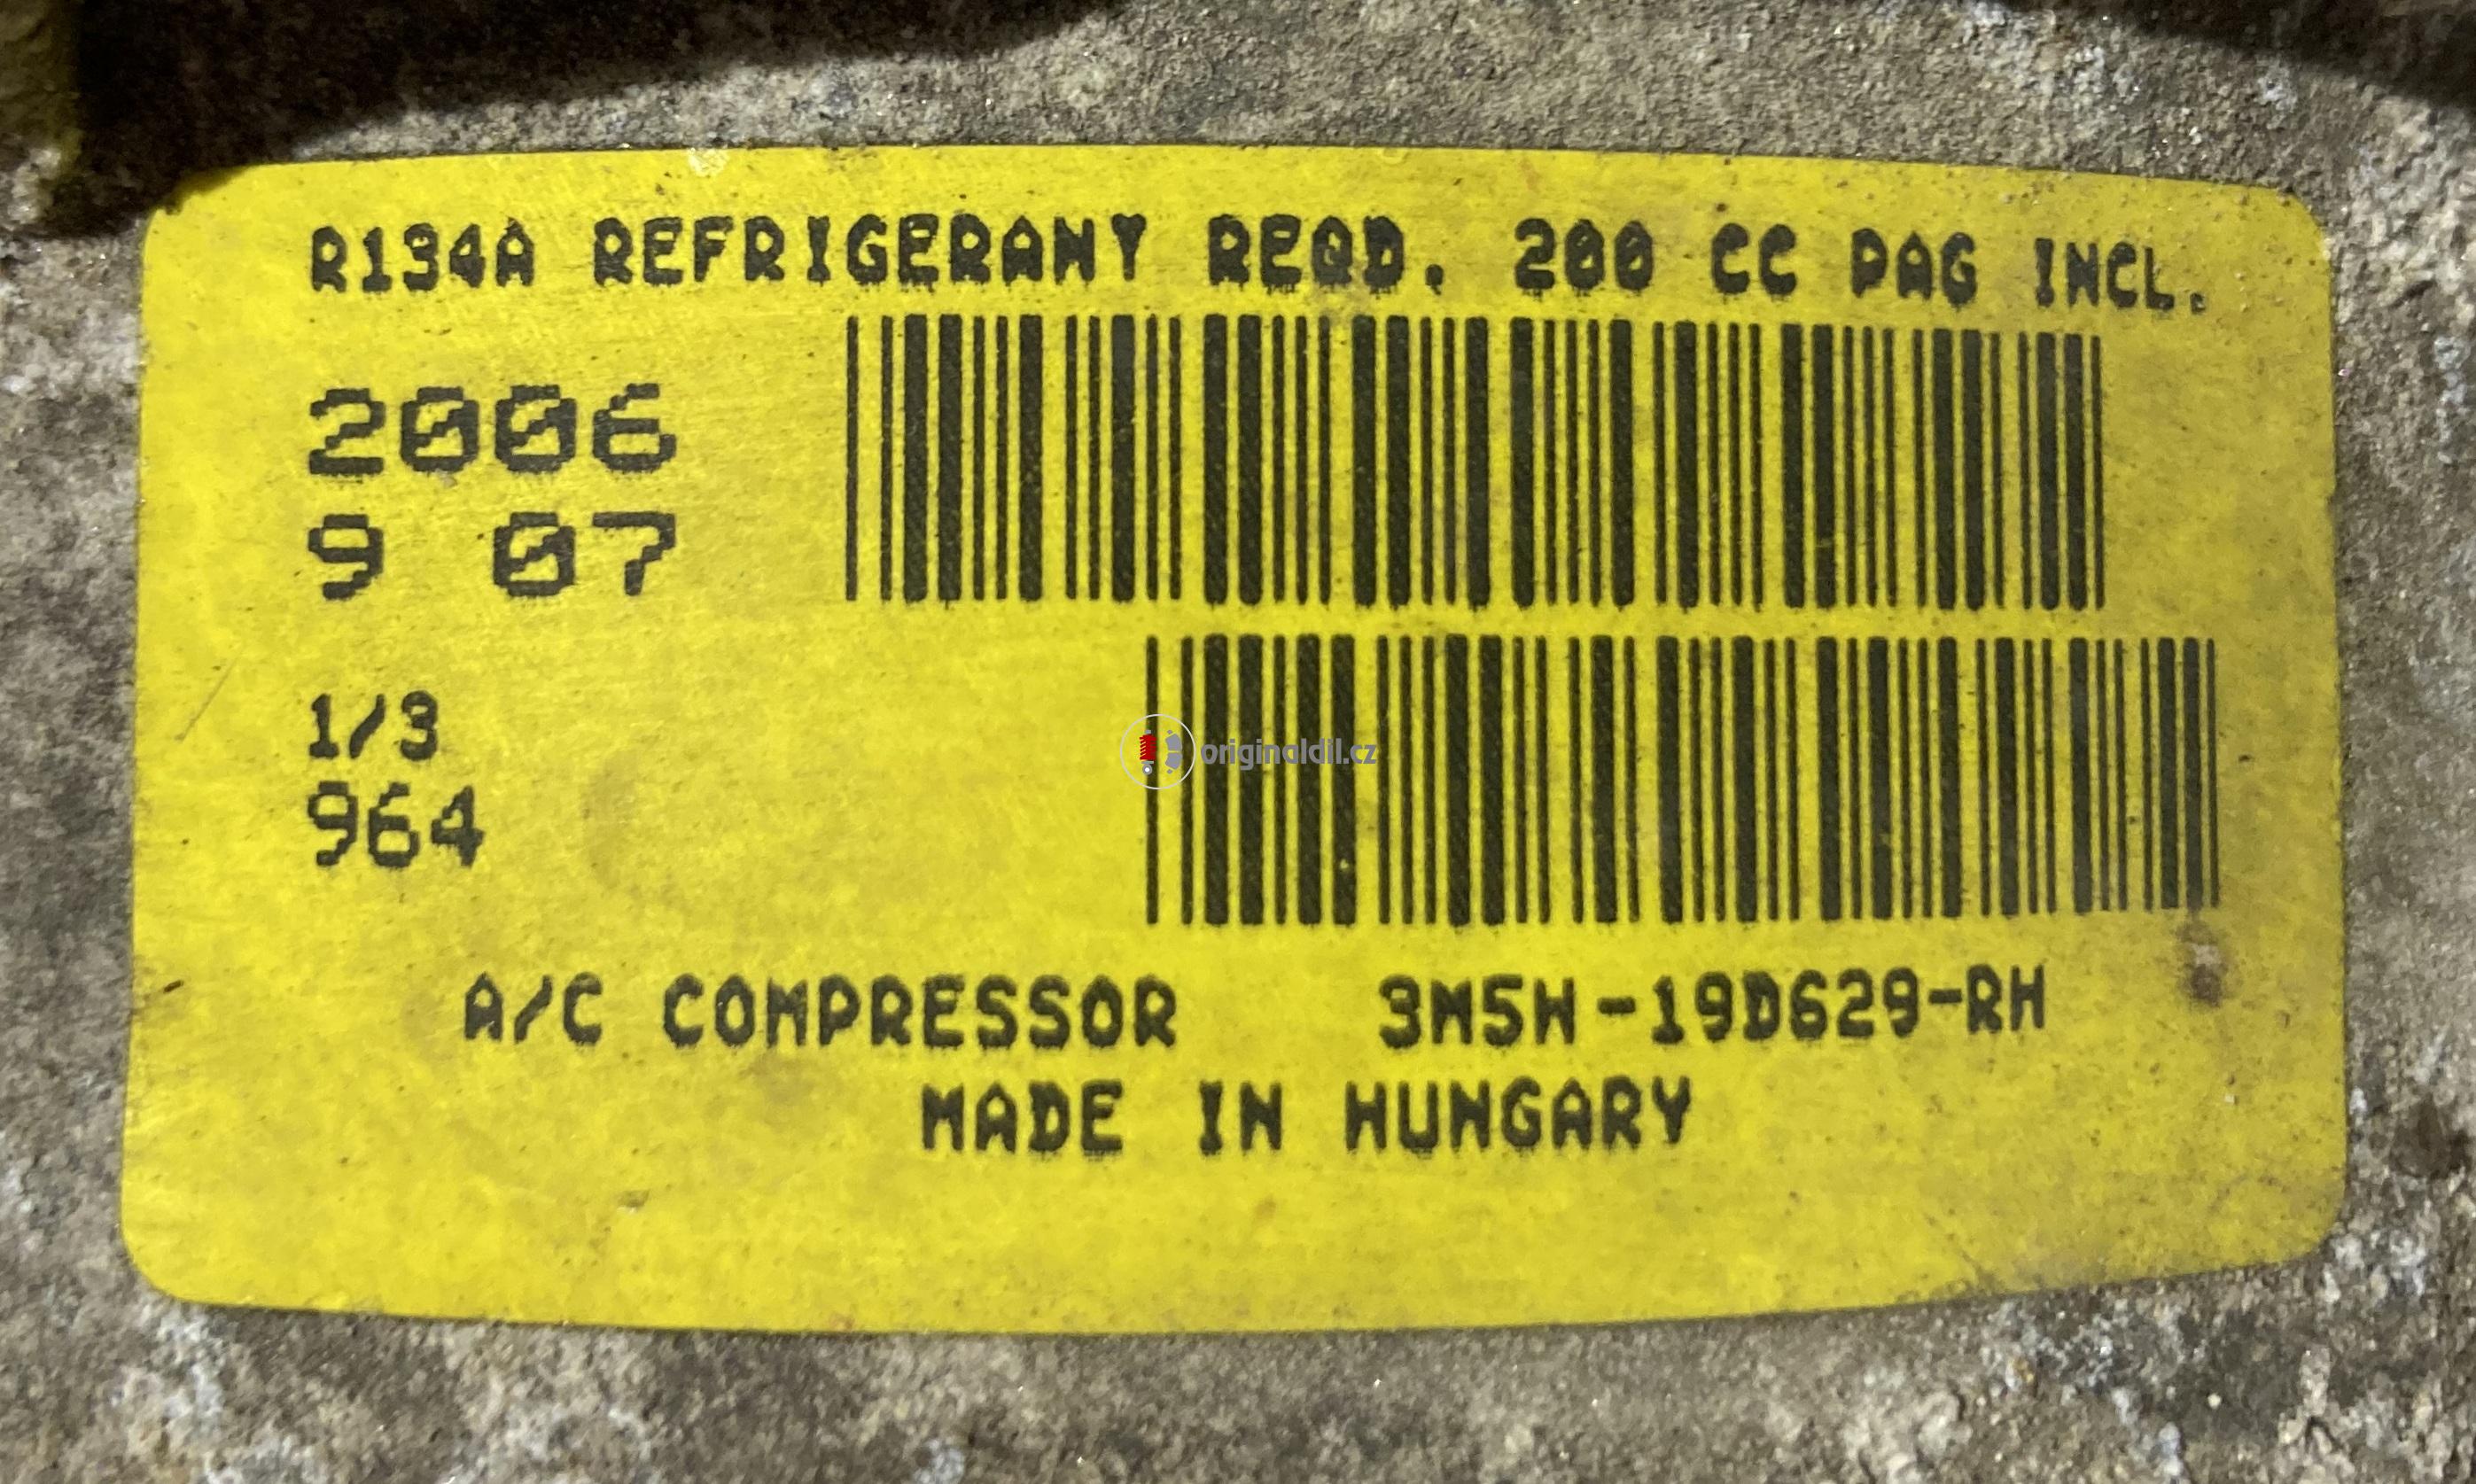 R134A REFRIGERANT REQD. 200 CC PAG INCL.
2006
9 07
1/3
964
originaldil.cz
A/C COMPRESSOR 3M5H-19D629-RH
MADE IN HUNGARY